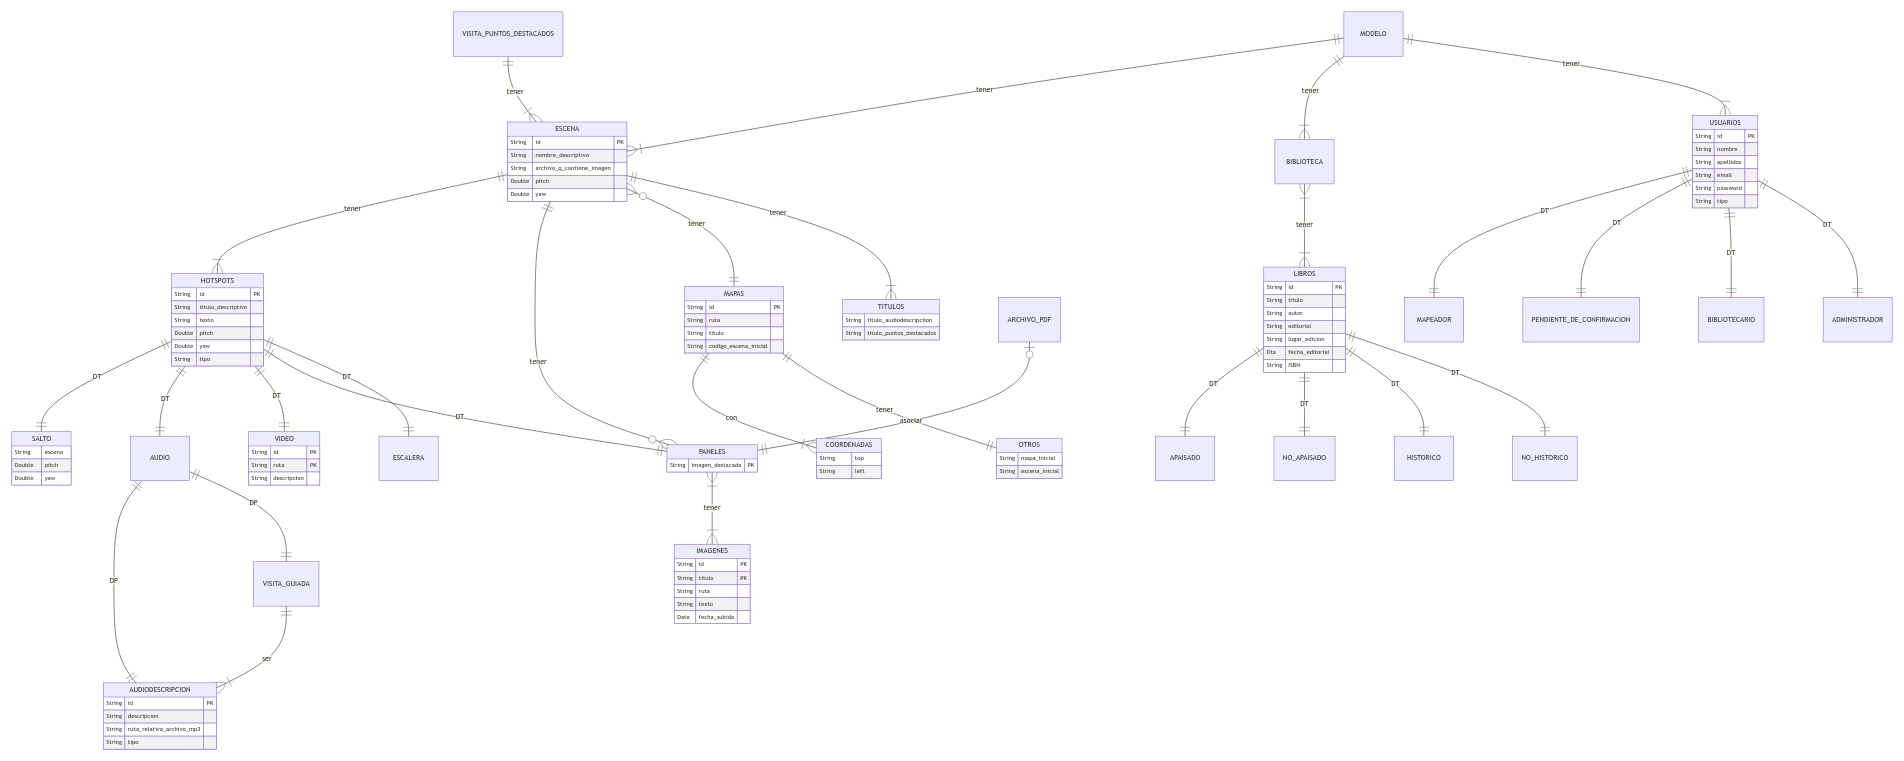 VISITA_PUNTOS_DESTACADOS
MODELO
tener
tener
tener
tener
ESCENA
String id PK
String nombre_descriptivo
String archivo_q_contiene_imagen
Double pitch
Double yaw
USUARIOS
String id PK
String nombre
String apellidos
String email
String password
String tipo
BIBLIOTECA
tener
tener
tener
tener
tener
DT
DT
DT
DT
HOTSPOTS
String id PK
String titulo_descriptivo
String texto
Double pitch
Double yaw
String tipo
MAPAS
String id PK
String ruta
String titulo
String codigo_escena_inicial
TITULOS
String titulo_audiodescripciton
String titulo_puntos_destacados
ARCHIVO_PDF
LIBROS
String id PK
String titulo
String autor
String editorial
String lugar_edicion
Dta fecha_editorial
String ISBN
MAPEADOR
PENDIENTE_DE_CONFIRMACION
BIBLIOTECARIO
ADMINISTRADOR
tener
DT
DT
DT
DT
DT
con
tener
asociar
DT
DT
DT
DT
SALTO
String escena
Double pitch
Double yaw
AUDIO
VIDEO
String id PK
String ruta PK
String descripcion
ESCALERA
PANELES
String imagen_destacada PK
COORDENADAS
String top
String left
OTROS
String mapa_inicial
String escena_inicial
APAISADO
NO_APAISADO
HISTORICO
NO_HISTORICO
DP
tener
DP
VISITA_GUIADA
IMAGENES
String id PK
String titulo PK
String ruta
String texto
Date fecha_subida
ser
AUDIODESCRIPCION
String id PK
String descripcion
String ruta_relativa_archivo_mp3
String tipo